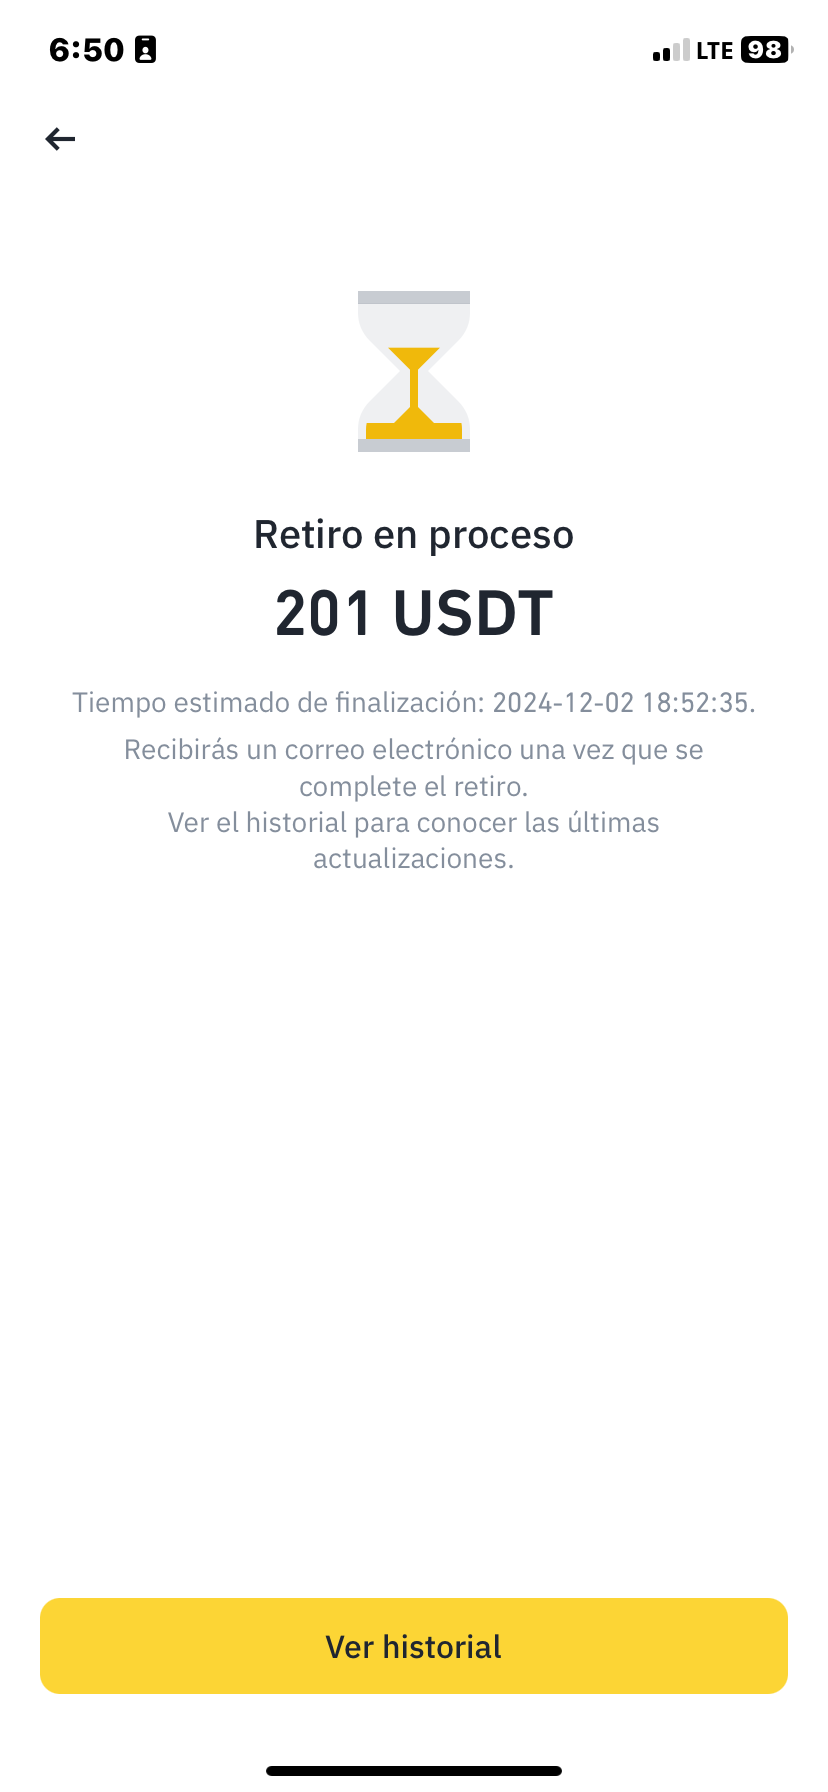 6:50 LTE 98
Retiro en proceso
201 USDT
Tiempo estimado de finalización: 2024-12-02 18:52:35.
Recibirás un correo electrónico una vez que se
complete el retiro.
Ver el historial para conocer las últimas
actualizaciones.
Ver historial